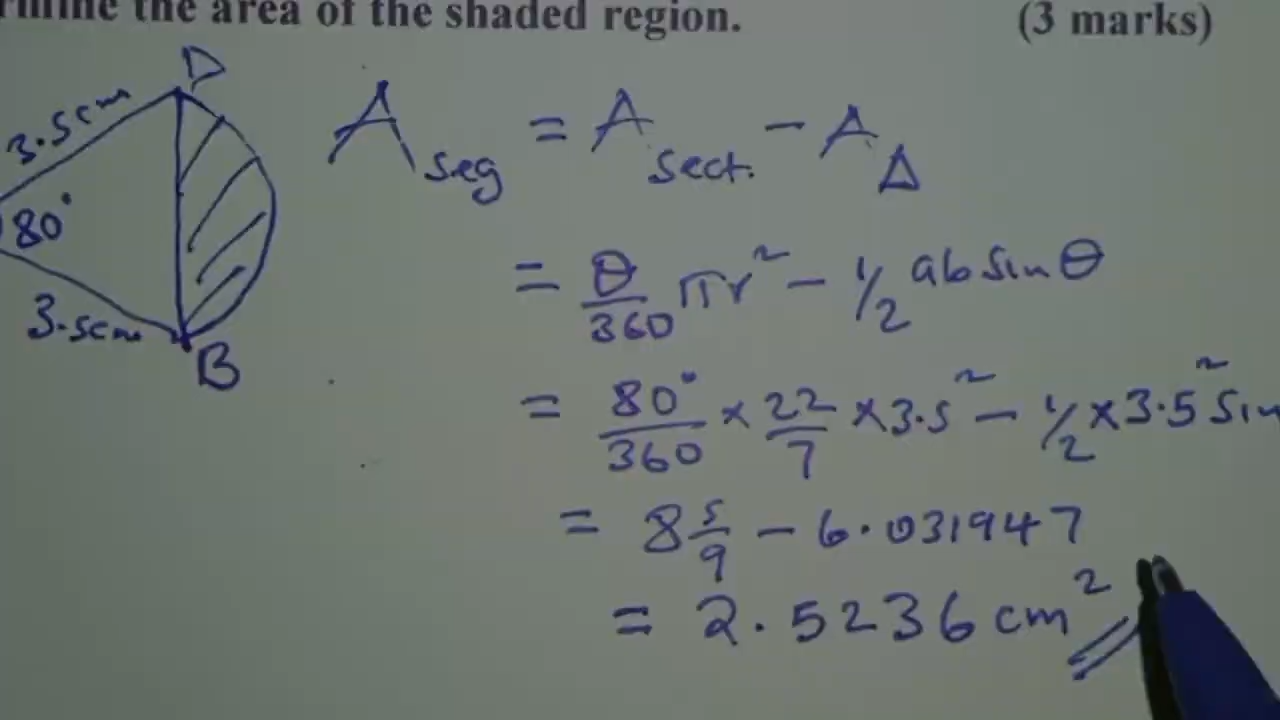 the area of the shaded region. (3 marks)
D
3.5cm
80°
3.5cm
B
A seg = A sect. - A Δ
= θ/360 πr² - 1/2 ab sin θ
= 80°/360 × 22/7 × 3.5² - 1/2 × 3.5² Sin
= 8 5/9 - 6.031947
= 2.5236 cm²